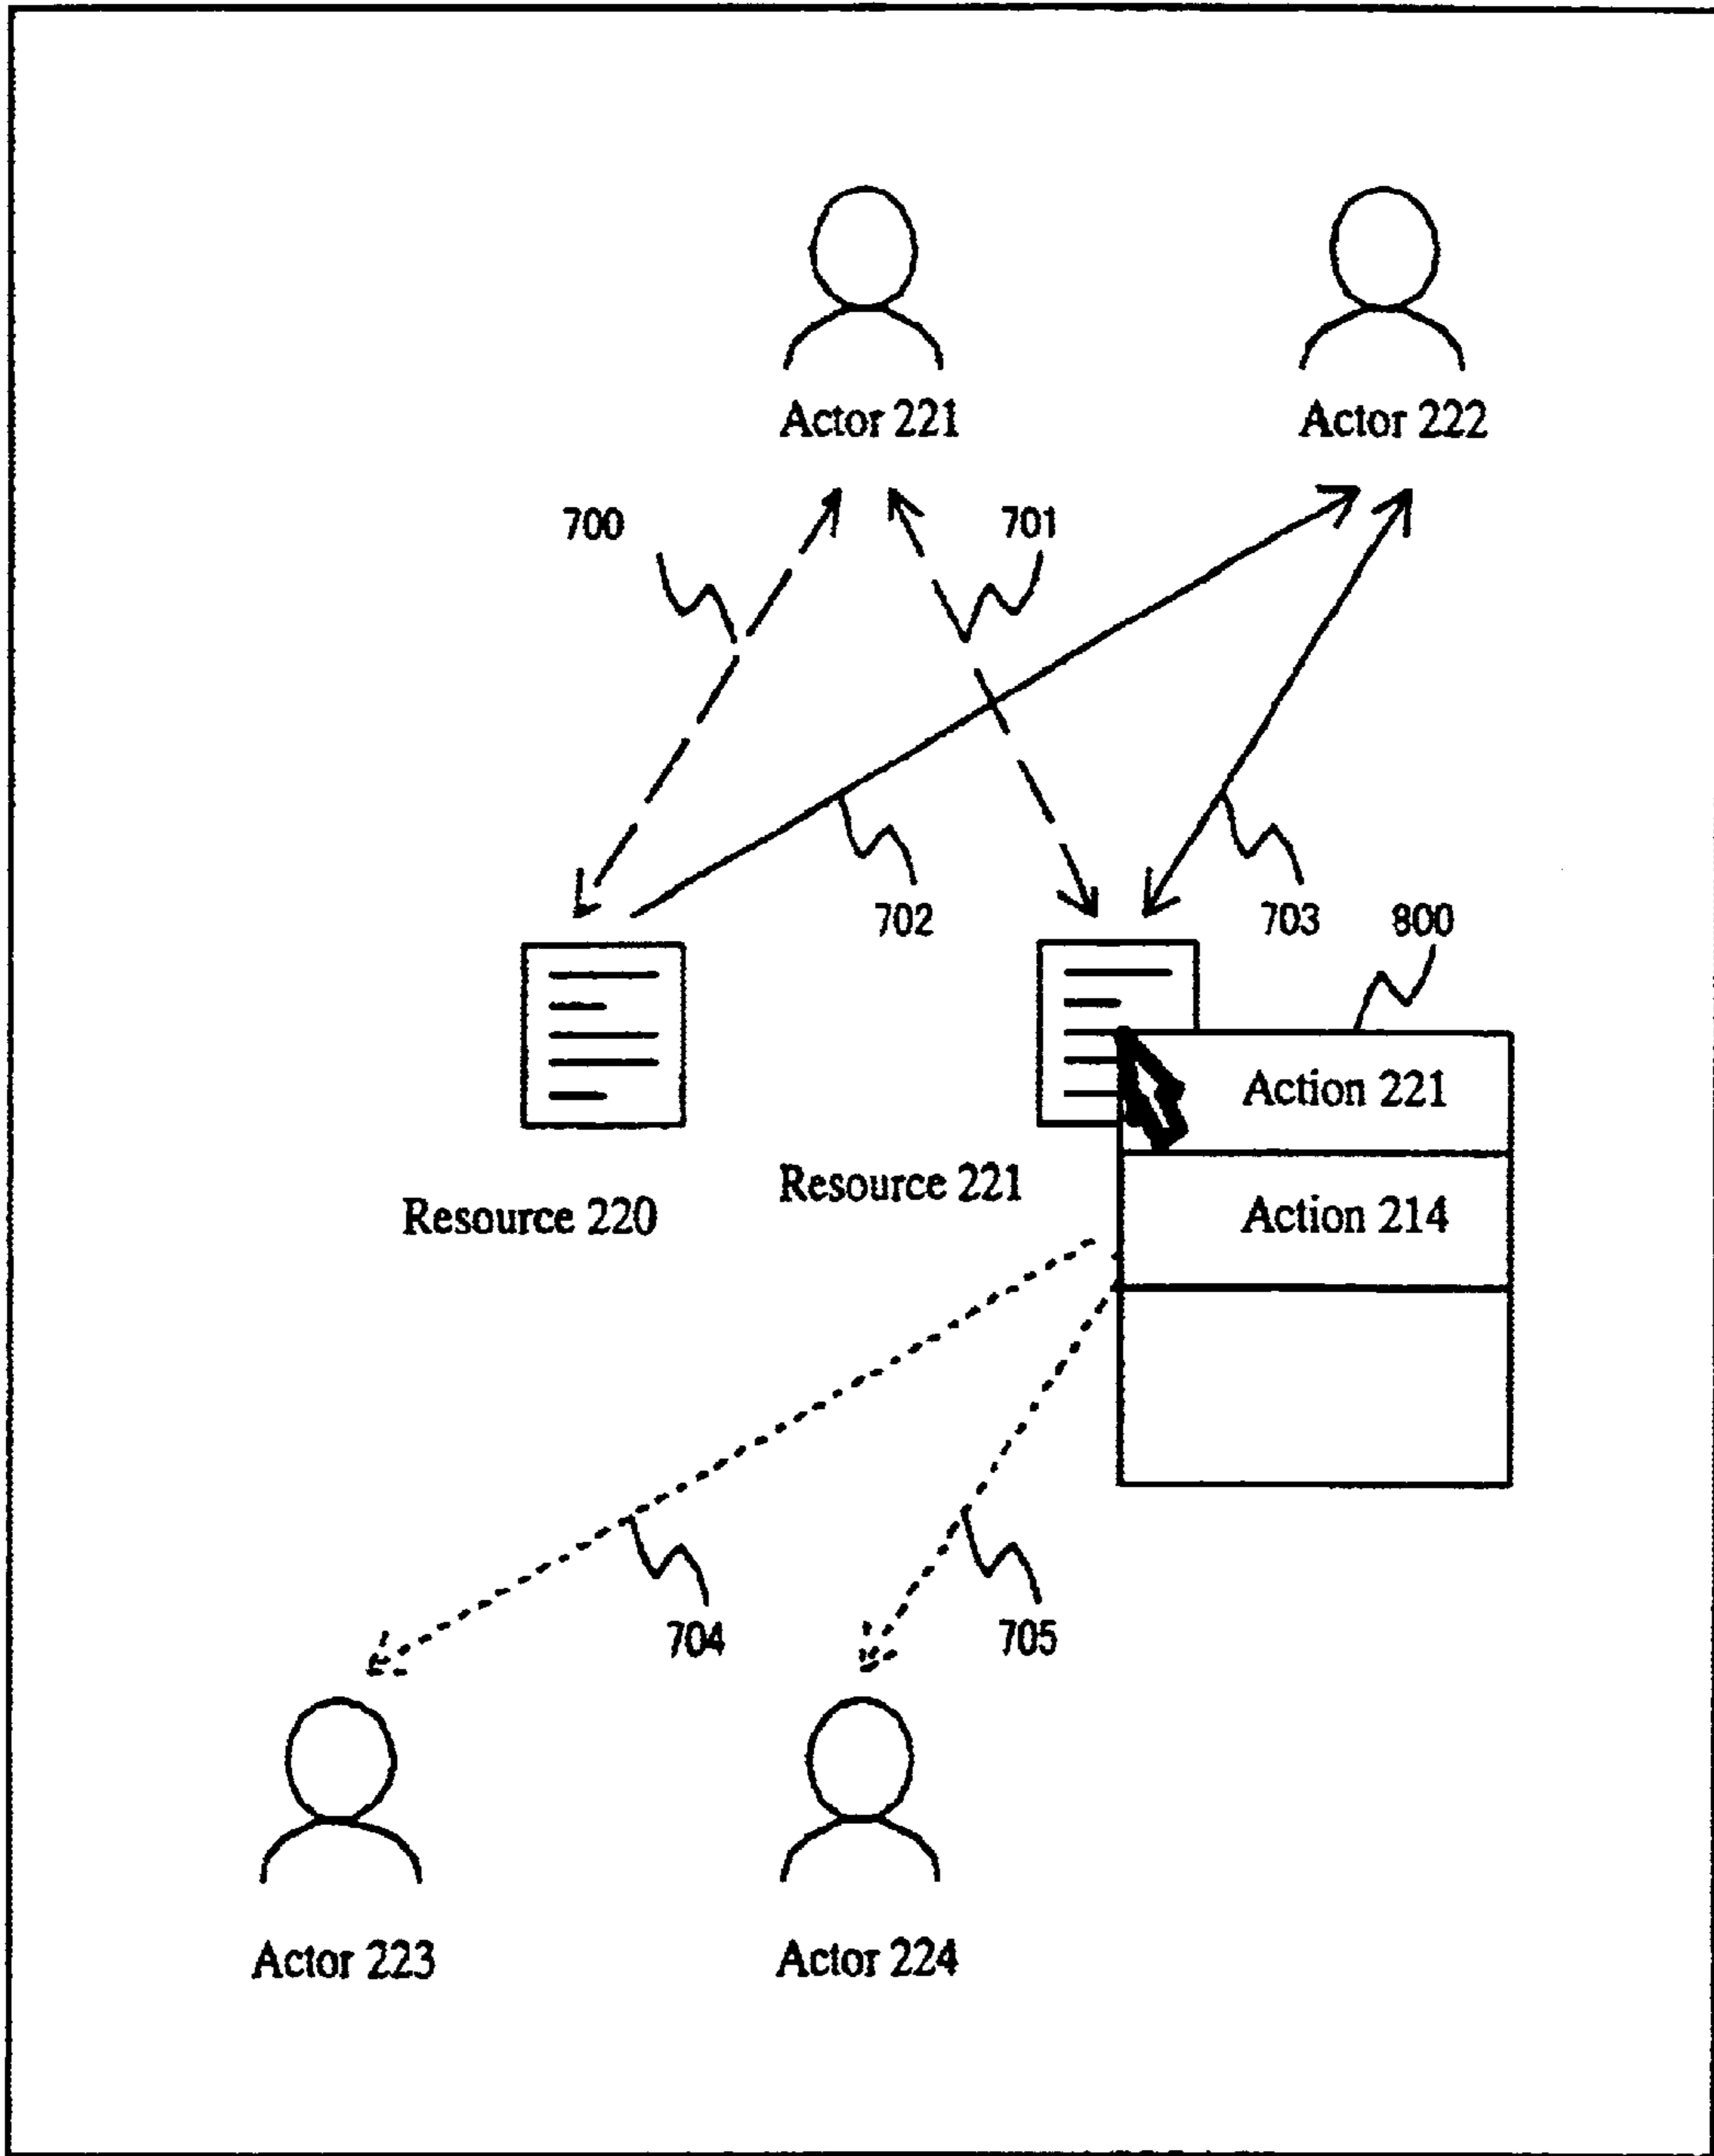 Actor 221
Actor 222
700
701
702
703
800
Action 221
Resource 221
Resource 220
Action 214
704
705
Actor 223
Actor 224